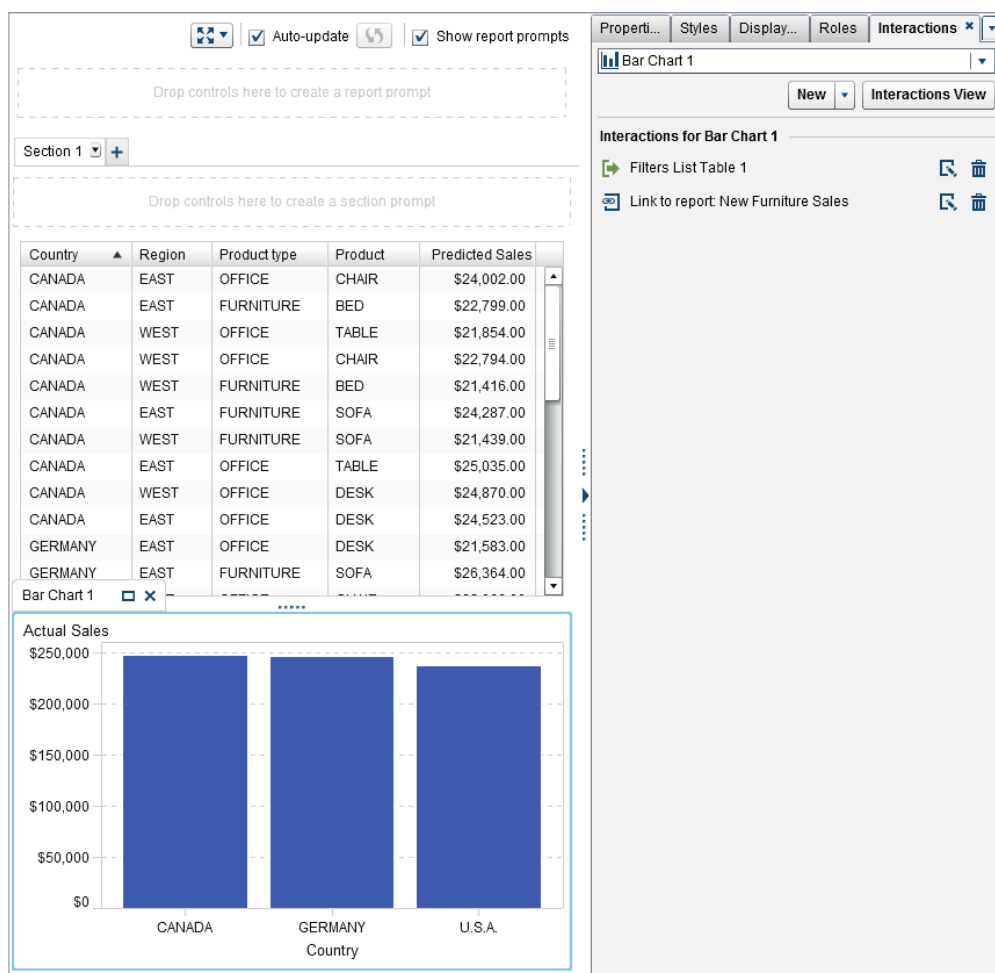 Auto-update Show report prompts
Drop controls here to create a report prompt
Section 1
Drop controls here to create a section prompt
Country Region Product type Product Predicted Sales
CANADA EAST OFFICE CHAIR $24,002.00
CANADA EAST FURNITURE BED $22,799.00
CANADA WEST OFFICE TABLE $21,854.00
CANADA WEST OFFICE CHAIR $22,794.00
CANADA WEST FURNITURE BED $21,416.00
CANADA EAST FURNITURE SOFA $24,287.00
CANADA WEST FURNITURE SOFA $21,439.00
CANADA EAST OFFICE TABLE $25,035.00
CANADA WEST OFFICE DESK $24,870.00
CANADA EAST OFFICE DESK $24,523.00
GERMANY EAST OFFICE DESK $21,583.00
GERMANY EAST FURNITURE SOFA $26,364.00
Bar Chart 1
Actual Sales
$250,000
$200,000
$150,000
$100,000
$50,000
$0
CANADA GERMANY U.S.A.
Country
Properti... Styles Display... Roles Interactions
Bar Chart 1
New Interactions View
Interactions for Bar Chart 1
Filters List Table 1
Link to report: New Furniture Sales